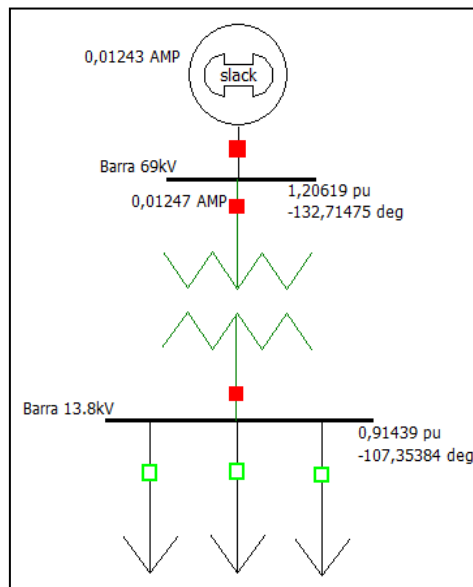 0,01243 AMP
slack
Barra 69kV
1,20619 pu
0,01247 AMP
-132,71475 deg
Barra 13.8kV
0,91439 pu
-107,35384 deg